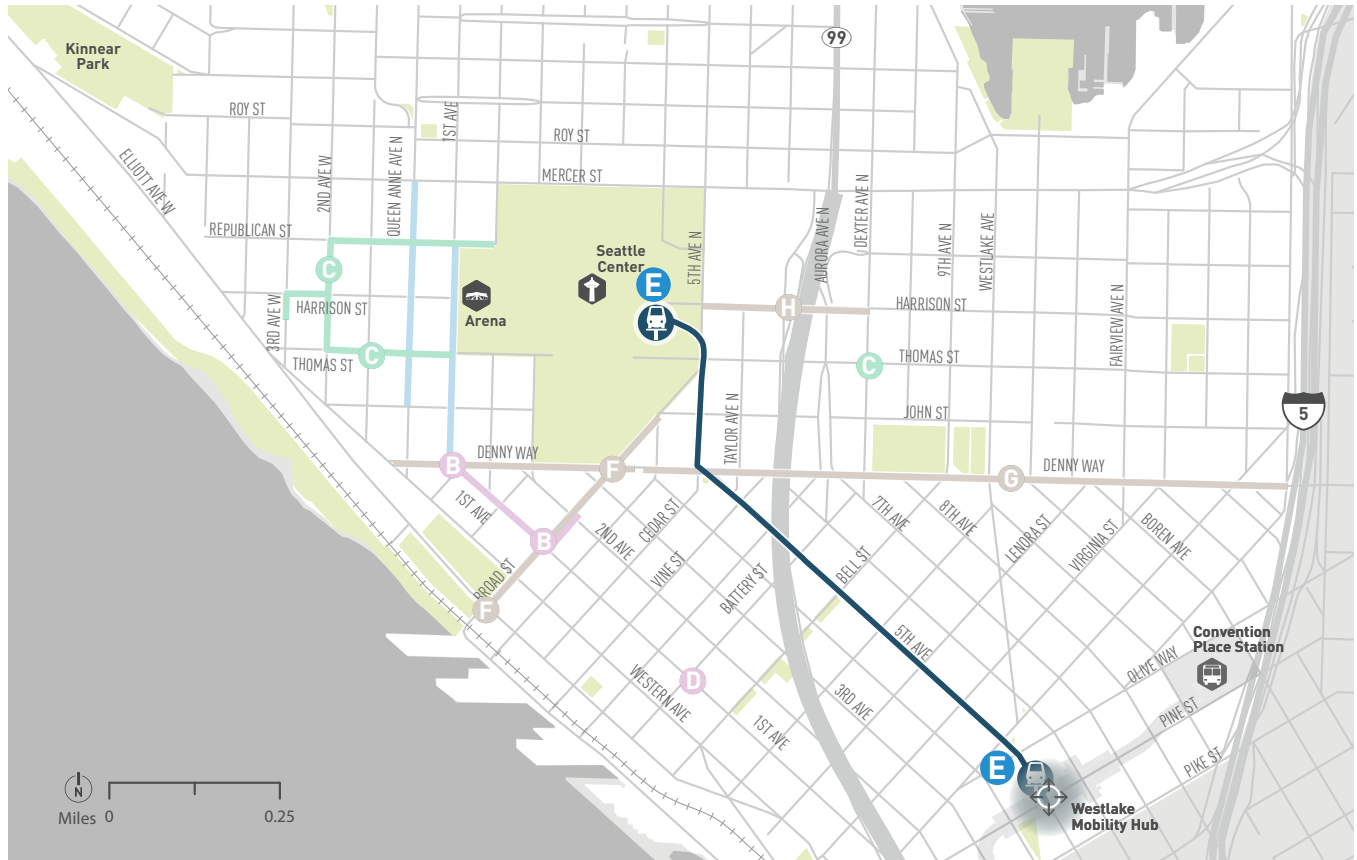 99
Kinnear
Park
ROY ST
1ST AVE
ROY ST
ELLIOTT AVE W
2ND AVE W
QUEEN ANNE AVE N
MERCER ST
AURORA AVE N
DEXTER AVE N
REPUBLICAN ST
5TH AVE N
9TH AVE N
WESTLAKE AVE
Seattle
Center
C
E
3RD AVE W
HARRISON ST
Arena
H
HARRISON ST
FAIRVIEW AVE N
THOMAS ST
C
C
THOMAS ST
TAYLOR AVE N
JOHN ST
5
B
DENNY WAY
F
G
DENNY WAY
1ST AVE
B
2ND AVE
CEDAR ST
VINE ST
BATTERY ST
BELL ST
7TH AVE
8TH AVE
LENORA ST
VIRGINIA ST
BOREN AVE
BROAD ST
F
5TH AVE
Convention
Place Station
OLIVE WAY
D
WESTERN AVE
1ST AVE
3RD AVE
PINE ST
PIKE ST
E
Westlake
Mobility Hub
N
Miles 0 0.25